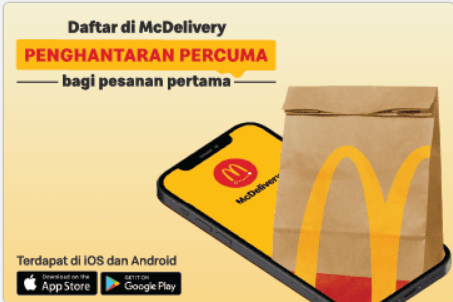 Daftar di McDelivery
PENGHANTARAN PERCUMA
bagi pesanan pertama
McDelivery
Terdapat di iOS dan Android
Download on the
App Store
GET IT ON
Google Play